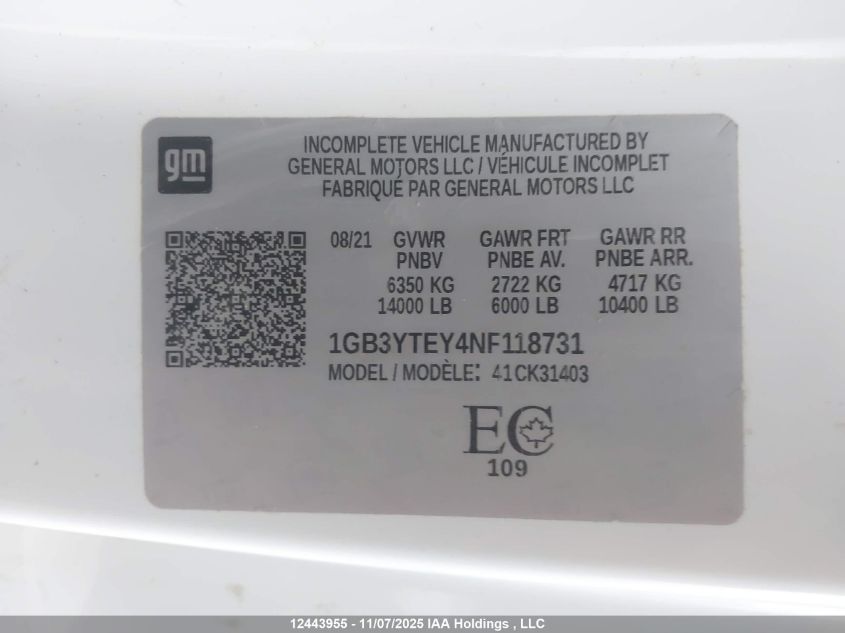 gm
INCOMPLETE VEHICLE MANUFACTURED BY
GENERAL MOTORS LLC / VÉHICULE INCOMPLET
FABRIQUÉ PAR GENERAL MOTORS LLC
08/21 GVWR GAWR FRT GAWR RR
PNBV PNBE AV. PNBE ARR.
6350 KG 2722 KG 4717 KG
14000 LB 6000 LB 10400 LB
1GB3YTEY4NF118731
MODEL / MODÈLE: 41CK31403
EC
109
12443955 - 11/07/2025 IAA Holdings , LLC